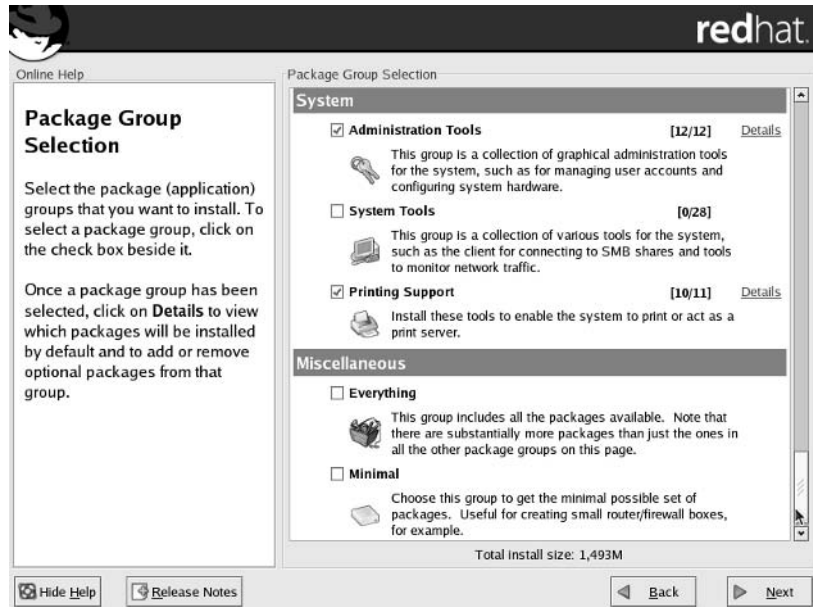 redhat.
Online Help
Package Group
Selection
Select the package (application)
groups that you want to install. To
select a package group, click on
the check box beside it.
Once a package group has been
selected, click on Details to view
which packages will be installed
by default and to add or remove
optional packages from that
group.
Package Group Selection
System
Administration Tools [12/12] Details
This group is a collection of graphical administration tools
for the system, such as for managing user accounts and
configuring system hardware.
System Tools [0/28]
This group is a collection of various tools for the system,
such as the client for connecting to SMB shares and tools
to monitor network traffic.
Printing Support [10/11] Details
Install these tools to enable the system to print or act as a
print server.
Miscellaneous
Everything
This group includes all the packages available. Note that
there are substantially more packages than just the ones in
all the other package groups on this page.
Minimal
Choose this group to get the minimal possible set of
packages. Useful for creating small router/firewall boxes,
for example.
Total install size: 1,493M
Hide Help Release Notes Back Next